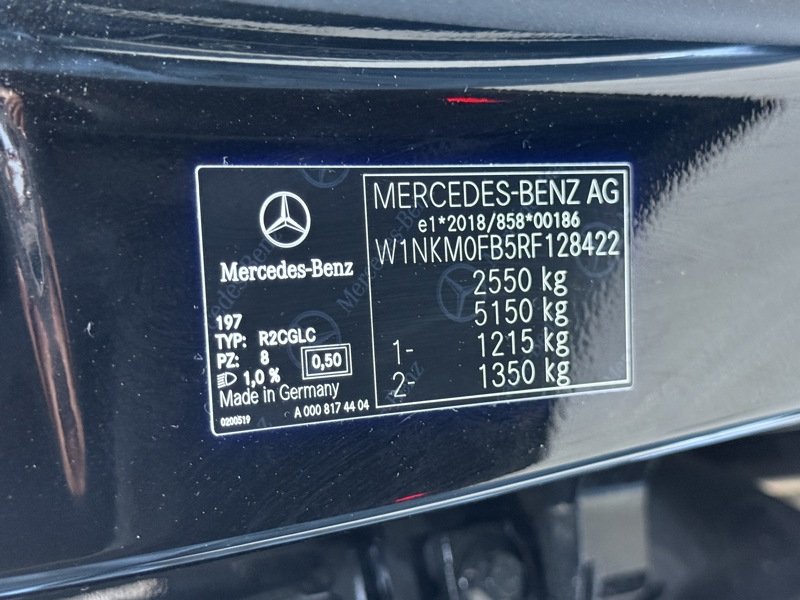 Mercedes-Benz
197
TYP: R2CGLC
PZ: 8
0,50
1,0 %
Made in Germany
0200519
A 000 817 44 04
MERCEDES-BENZ AG
e1*2018/858*00186
W1NKM0FB5RF128422
2550 kg
5150 kg
1- 1215 kg
2- 1350 kg